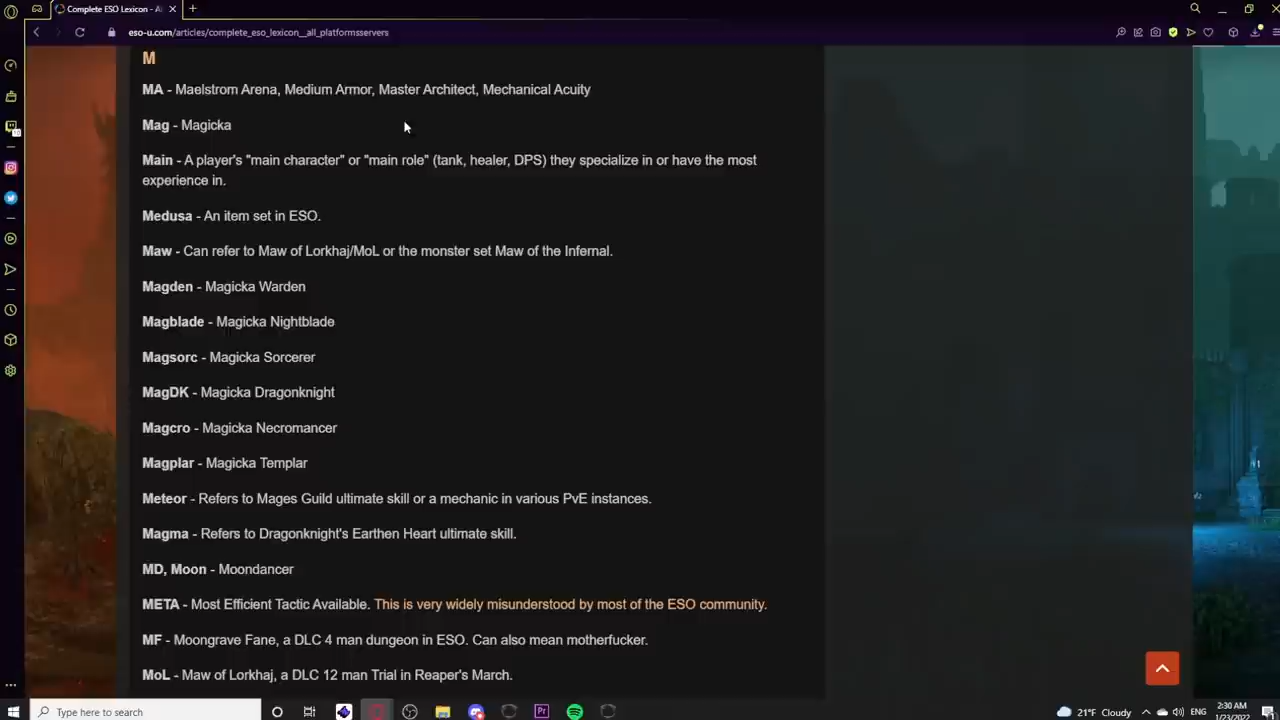 Complete ESO Lexicon - A
eso-u.com/articles/complete_eso_lexicon__all_platformsservers
M
MA - Maelstrom Arena, Medium Armor, Master Architect, Mechanical Acuity
Mag - Magicka
Main - A player's "main character" or "main role" (tank, healer, DPS) they specialize in or have the most
experience in.
Medusa - An item set in ESO.
Maw - Can refer to Maw of Lorkhaj/MoL or the monster set Maw of the Infernal.
Magden - Magicka Warden
Magblade - Magicka Nightblade
Magsorc - Magicka Sorcerer
MagDK - Magicka Dragonknight
Magcro - Magicka Necromancer
Magplar - Magicka Templar
Meteor - Refers to Mages Guild ultimate skill or a mechanic in various PvE instances.
Magma - Refers to Dragonknight's Earthen Heart ultimate skill.
MD, Moon - Moondancer
META - Most Efficient Tactic Available. This is very widely misunderstood by most of the ESO community.
MF - Moongrave Fane, a DLC 4 man dungeon in ESO. Can also mean motherfucker.
MoL - Maw of Lorkhaj, a DLC 12 man Trial in Reaper's March.
Type here to search
Pr
21°F Cloudy
ENG
2:30 AM
1/23/2022